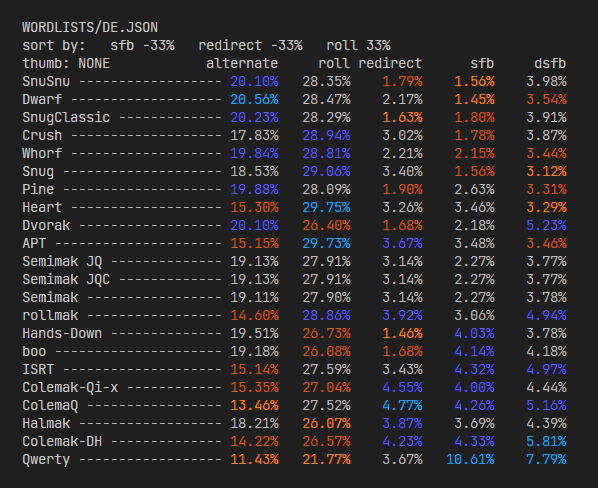 WORDLISTS/DE.JSON
sort by:   sfb -33%   redirect -33%   roll 33%
thumb: NONE             alternate     roll redirect      sfb     dsfb
SnuSnu ------------------ 20.10%   28.35%    1.79%    1.56%    3.98%
Dwarf ------------------- 20.56%   28.47%    2.17%    1.45%    3.54%
SnugClassic ------------- 20.23%   28.29%    1.63%    1.80%    3.91%
Crush ------------------- 17.83%   28.94%    3.02%    1.78%    3.87%
Whorf ------------------- 19.84%   28.81%    2.21%    2.15%    3.44%
Snug -------------------- 18.53%   29.06%    3.40%    1.56%    3.12%
Pine -------------------- 19.88%   28.09%    1.90%    2.63%    3.31%
Heart ------------------- 15.30%   29.75%    3.26%    3.46%    3.29%
Dvorak ------------------ 20.10%   26.40%    1.68%    2.18%    5.23%
APT --------------------- 15.15%   29.73%    3.67%    3.48%    3.46%
Semimak JQ -------------- 19.13%   27.91%    3.14%    2.27%    3.77%
Semimak JQC ------------- 19.13%   27.91%    3.14%    2.27%    3.77%
Semimak ----------------- 19.11%   27.90%    3.14%    2.27%    3.78%
rollmak ----------------- 14.60%   28.86%    3.92%    3.06%    4.94%
Hands-Down -------------- 19.51%   26.73%    1.46%    4.03%    3.78%
boo --------------------- 19.18%   26.08%    1.68%    4.14%    4.18%
ISRT -------------------- 15.14%   27.59%    3.43%    4.32%    4.97%
Colemak-Qi-x ------------ 15.35%   27.04%    4.55%    4.00%    4.44%
ColemaQ ----------------- 13.46%   27.52%    4.77%    4.26%    5.16%
Halmak ------------------ 18.21%   26.07%    3.87%    3.69%    4.39%
Colemak-DH -------------- 14.22%   26.57%    4.23%    4.33%    5.81%
Qwerty ------------------ 11.43%   21.77%    3.67%   10.61%    7.79%